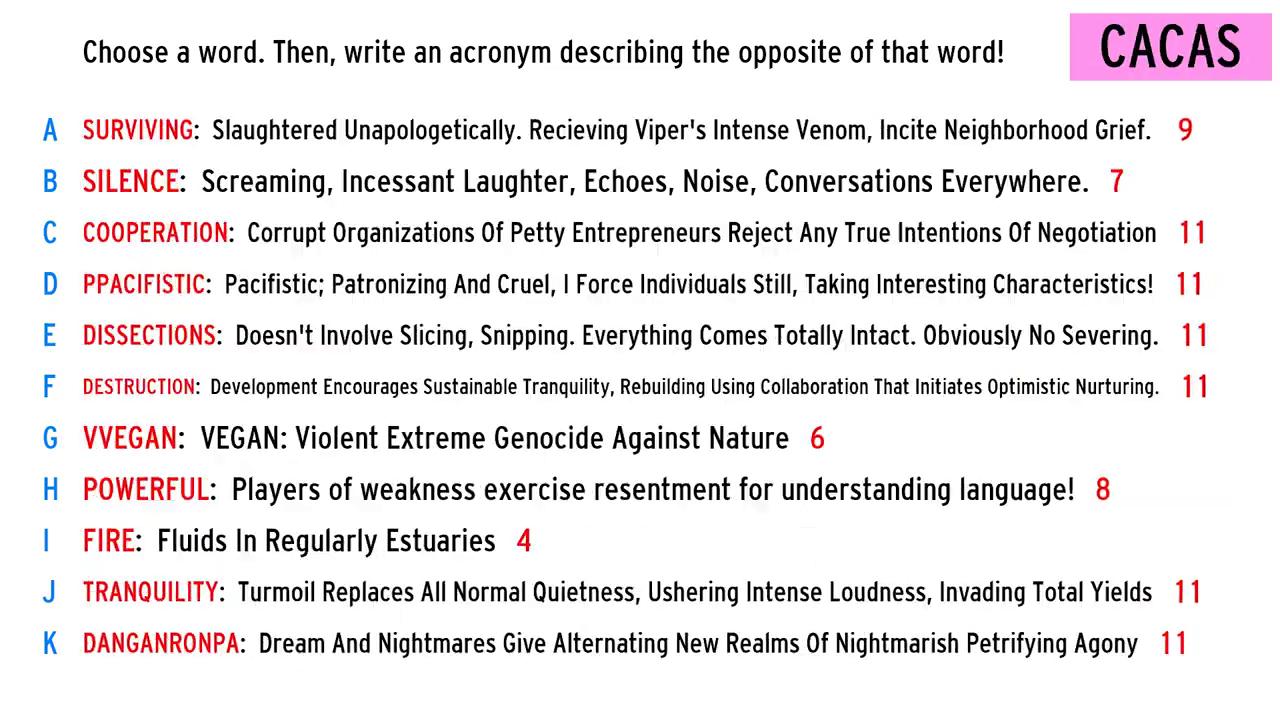 Choose a word. Then, write an acronym describing the opposite of that word!
CACAS
A SURVIVING: Slaughtered Unapologetically. Recieving Viper's Intense Venom, Incite Neighborhood Grief. 9
B SILENCE: Screaming, Incessant Laughter, Echoes, Noise, Conversations Everywhere. 7
C COOPERATION: Corrupt Organizations Of Petty Entrepreneurs Reject Any True Intentions Of Negotiation 11
D PPACIFISTIC: Pacifistic; Patronizing And Cruel, I Force Individuals Still, Taking Interesting Characteristics! 11
E DISSECTIONS: Doesn't Involve Slicing, Snipping. Everything Comes Totally Intact. Obviously No Severing. 11
F DESTRUCTION: Development Encourages Sustainable Tranquility, Rebuilding Using Collaboration That Initiates Optimistic Nurturing. 11
G VVEGAN: VEGAN: Violent Extreme Genocide Against Nature 6
H POWERFUL: Players of weakness exercise resentment for understanding language! 8
I FIRE: Fluids In Regularly Estuaries 4
J TRANQUILITY: Turmoil Replaces All Normal Quietness, Ushering Intense Loudness, Invading Total Yields 11
K DANGANRONPA: Dream And Nightmares Give Alternating New Realms Of Nightmarish Petrifying Agony 11